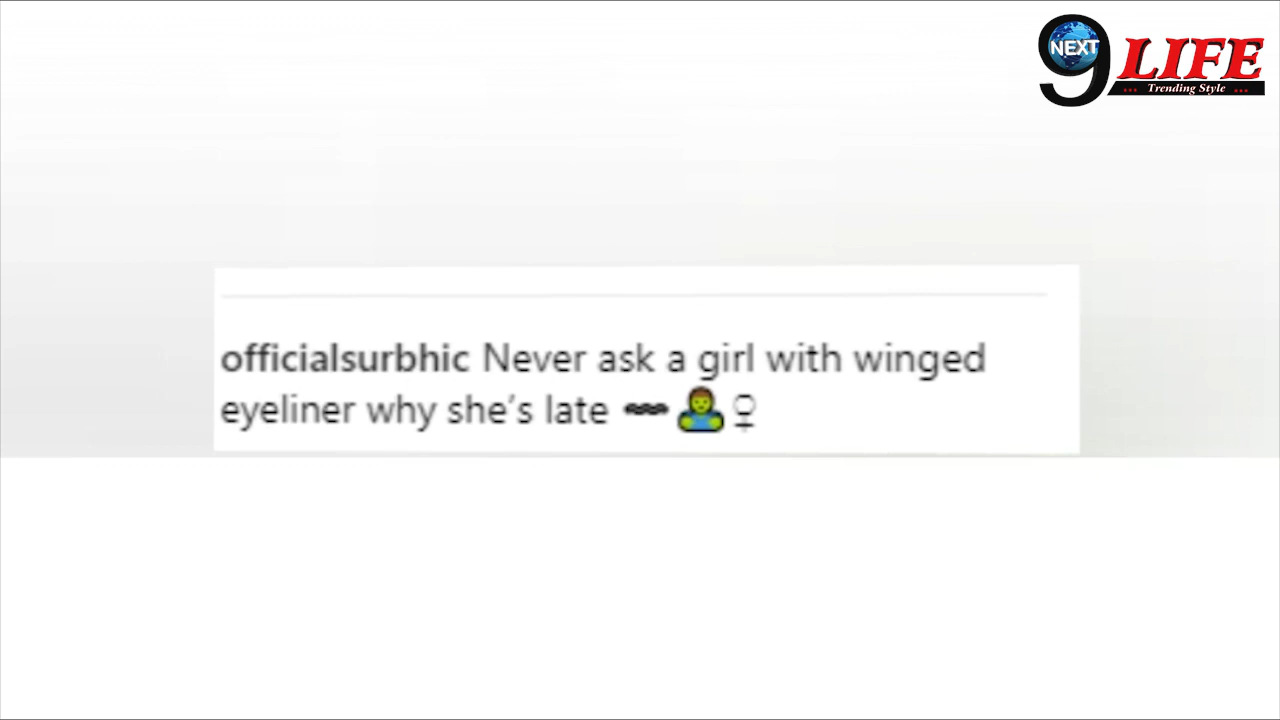 NEXT
9 LIFE
... Trending Style ...
officialsurbhic Never ask a girl with winged
eyeliner why she's late 〰🧟♀